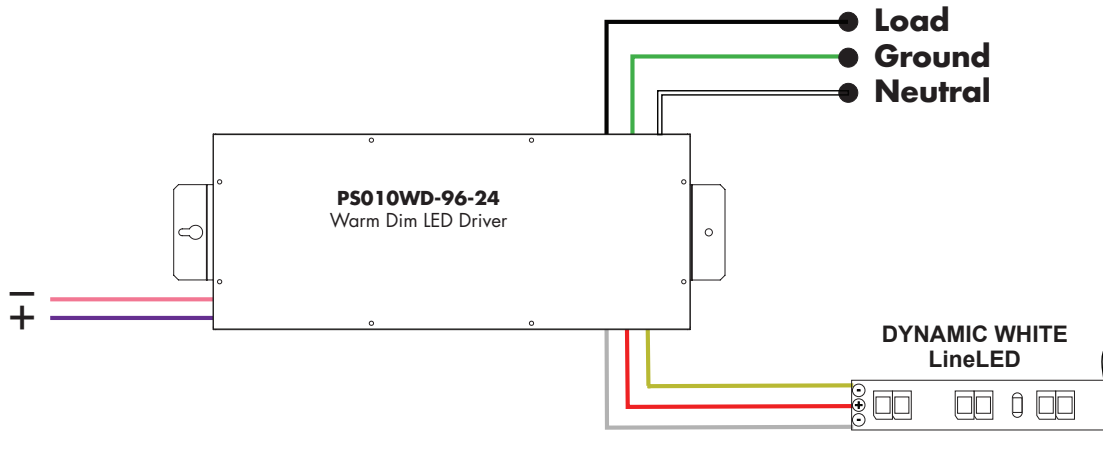 Load
Ground
Neutral
PS010WD-96-24
Warm Dim LED Driver
−
+
DYNAMIC WHITE
LineLED
-
+
-